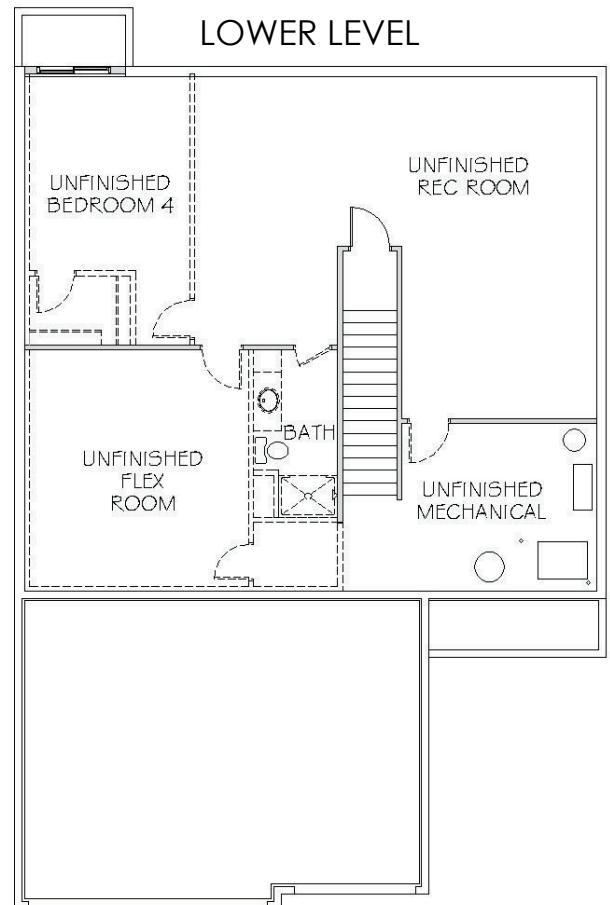 LOWER LEVEL
UNFINISHED
REC ROOM
UNFINISHED
BEDROOM 4
BATH
UNFINISHED
FLEX
ROOM
UNFINISHED
MECHANICAL